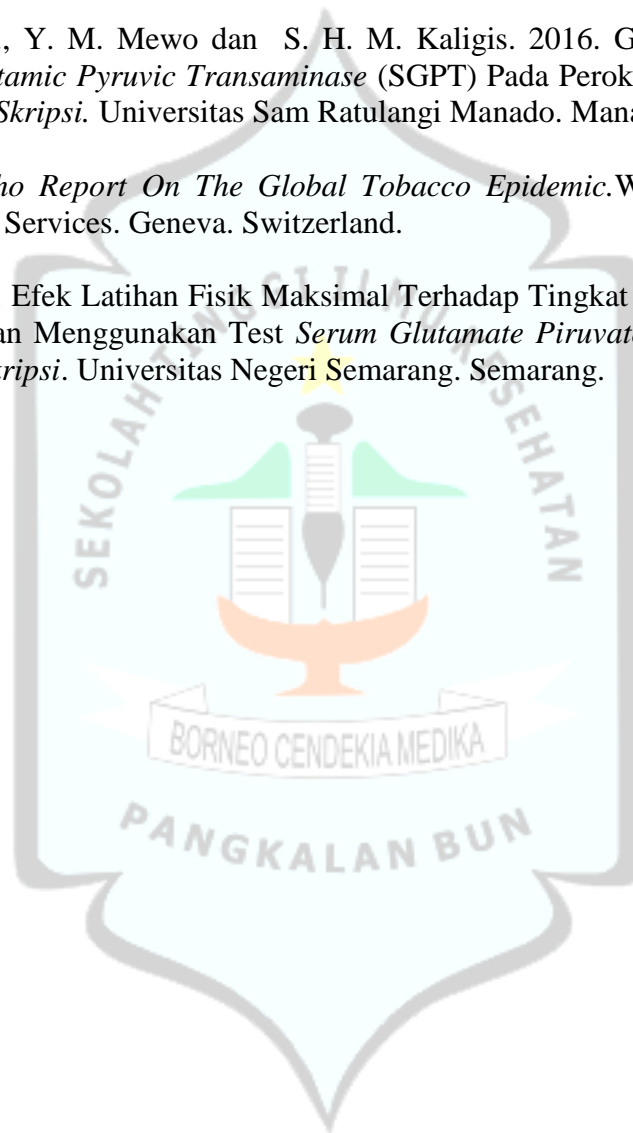 , Y. M. Mewo dan S. H. M. Kaligis. 2016. G
tamic Pyruvic Transaminase (SGPT) Pada Perok
Skripsi. Universitas Sam Ratulangi Manado. Mana
ho Report On The Global Tobacco Epidemic.W
Services. Geneva. Switzerland.
Efek Latihan Fisik Maksimal Terhadap Tingkat
an Menggunakan Test Serum Glutamate Piruvat
kripsi. Universitas Negeri Semarang. Semarang.
SEKOLAH TINGGI ILMU KESEHATAN
BORNEO CENDEKIA MEDIKA
PANGKALAN BUN